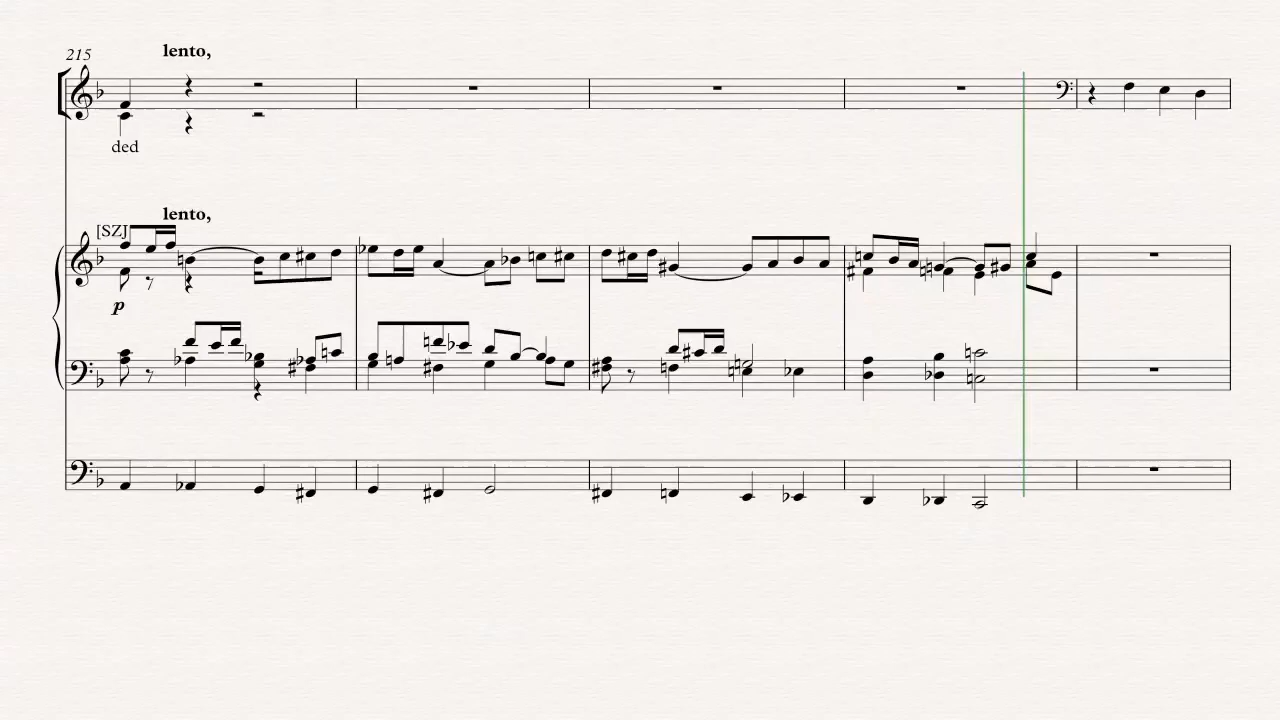 215
lento,
ded
lento,
[SZJ
p